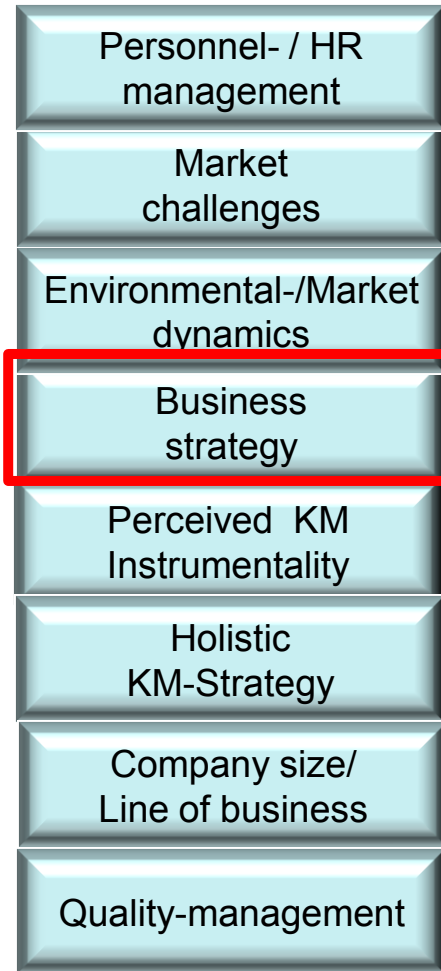 Personnel- / HR
management
Market
challenges
Environmental-/Market
dynamics
Business
strategy
Perceived KM
Instrumentality
Holistic
KM-Strategy
Company size/
Line of business
Quality-management